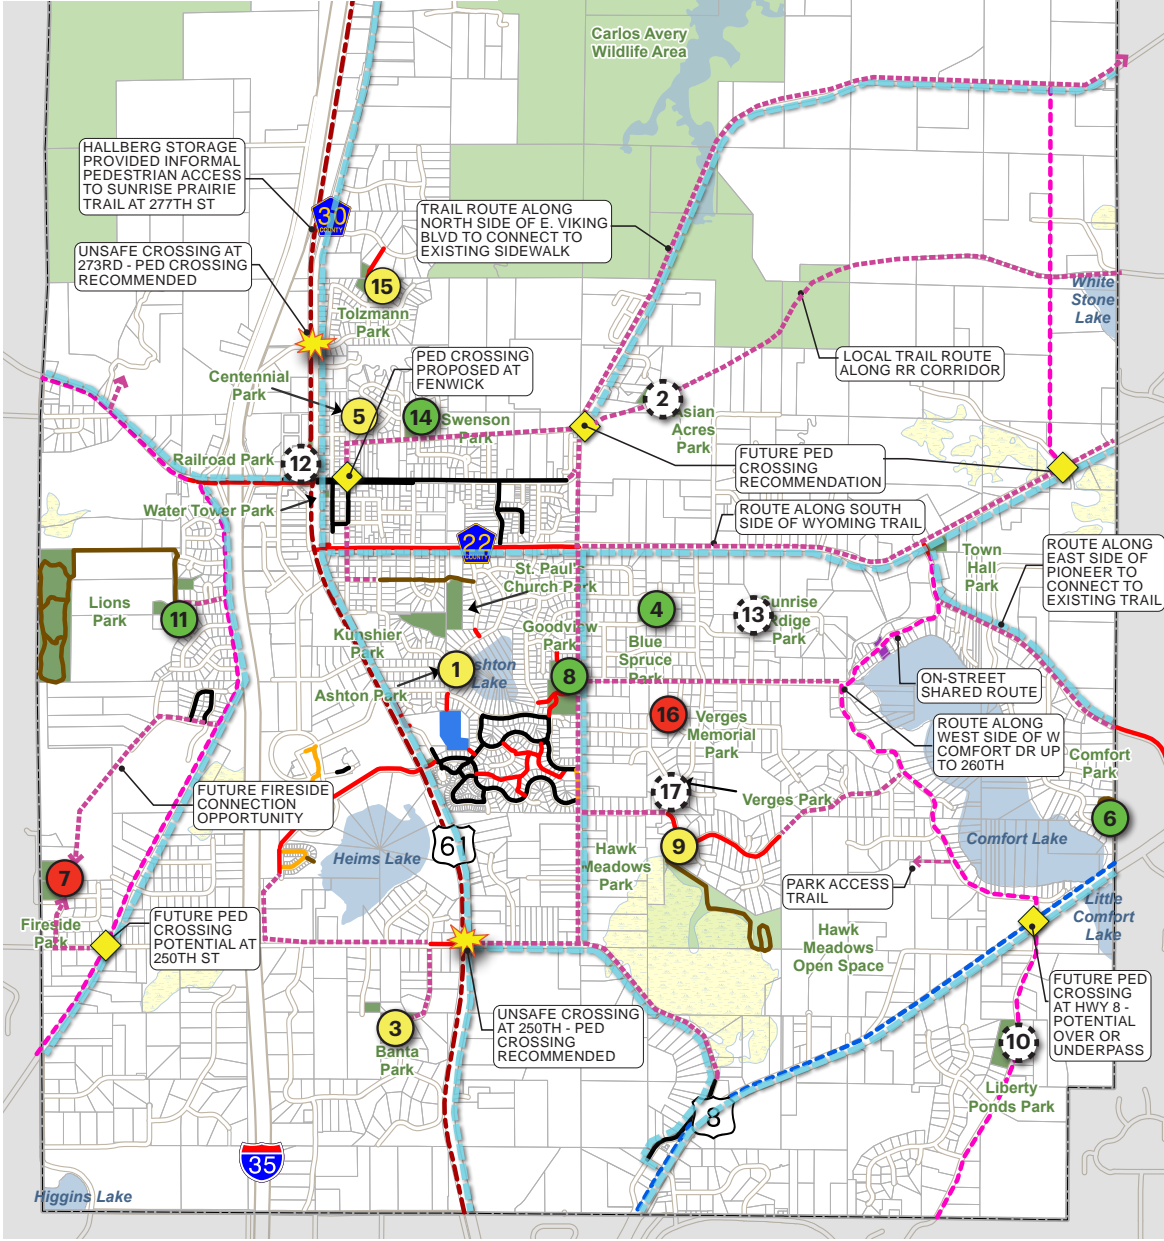 Carlos Avery
Wildlife Area
HALLBERG STORAGE
PROVIDED INFORMAL
PEDESTRIAN ACCESS
TO SUNRISE PRAIRIE
TRAIL AT 277TH ST
30
COUNTY
TRAIL ROUTE ALONG
NORTH SIDE OF E. VIKING
BLVD TO CONNECT TO
EXISTING SIDEWALK
UNSAFE CROSSING AT
273RD - PED CROSSING
RECOMMENDED
15
Tolzmann
Park
White
Stone
Lake
PED CROSSING
PROPOSED AT
FENWICK
LOCAL TRAIL ROUTE
ALONG RR CORRIDOR
Centennial
Park
5
14
Swenson
Park
2
sian
Acres
Park
Railroad Park
12
FUTURE PED
CROSSING
RECOMMENDATION
Water Tower Park
ROUTE ALONG SOUTH
SIDE OF WYOMING TRAIL
22
COUNTY
Town
Hall
Park
ROUTE ALONG
EAST SIDE OF
PIONEER TO
CONNECT TO
EXISTING TRAIL
St. Paul's
Church Park
Lions
Park
11
4
13
Sunrise
idge
Park
Kunshier
Park
Goodview
Park
Blue
Spruce
Park
1
shton
Lake
8
Ashton Park
ON-STREET
SHARED ROUTE
16
Verges
Memorial
Park
ROUTE ALONG
WEST SIDE OF W
COMFORT DR UP
TO 260TH
Comfort
Park
FUTURE FIRESIDE
CONNECTION
OPPORTUNITY
17
Verges Park
6
61
Heims Lake
9
Hawk
Meadows
Park
Comfort Lake
7
PARK ACCESS
TRAIL
Fireside
Park
FUTURE PED
CROSSING
POTENTIAL AT
250TH ST
Little
Comfort
Lake
Hawk
Meadows
Open Space
FUTURE PED
CROSSING
AT HWY 8 -
POTENTIAL
OVER OR
UNDERPASS
UNSAFE CROSSING
AT 250TH - PED
CROSSING
RECOMMENDED
3
Banta
Park
10
Liberty
Ponds Park
8
35
Higgins Lake